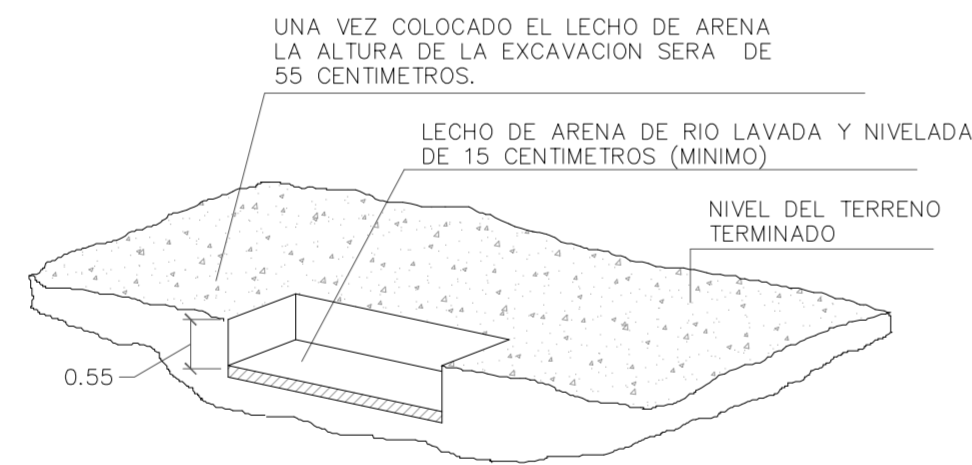 UNA VEZ COLOCADO EL LECHO DE ARENA
LA ALTURA DE LA EXCAVACION SERA DE
55 CENTIMETROS.
LECHO DE ARENA DE RIO LAVADA Y NIVELADA
DE 15 CENTIMETROS (MINIMO)
NIVEL DEL TERRENO
TERMINADO
0.55